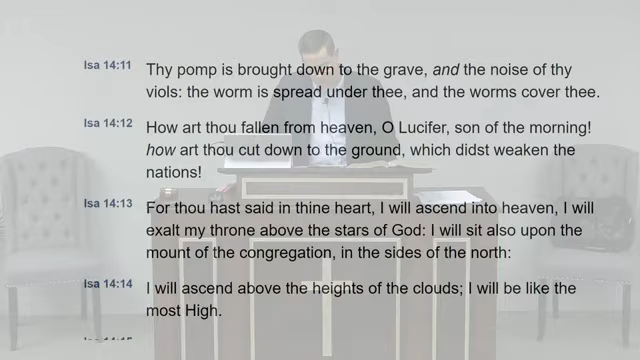 Isa 14:11 Thy pomp is brought down to the grave, and the noise of thy
viols: the worm is spread under thee, and the worms cover thee.
Isa 14:12 How art thou fallen from heaven, O Lucifer, son of the morning!
how art thou cut down to the ground, which didst weaken the
nations!
Isa 14:13 For thou hast said in thine heart, I will ascend into heaven, I will
exalt my throne above the stars of God: I will sit also upon the
mount of the congregation, in the sides of the north:
Isa 14:14 I will ascend above the heights of the clouds; I will be like the
most High.